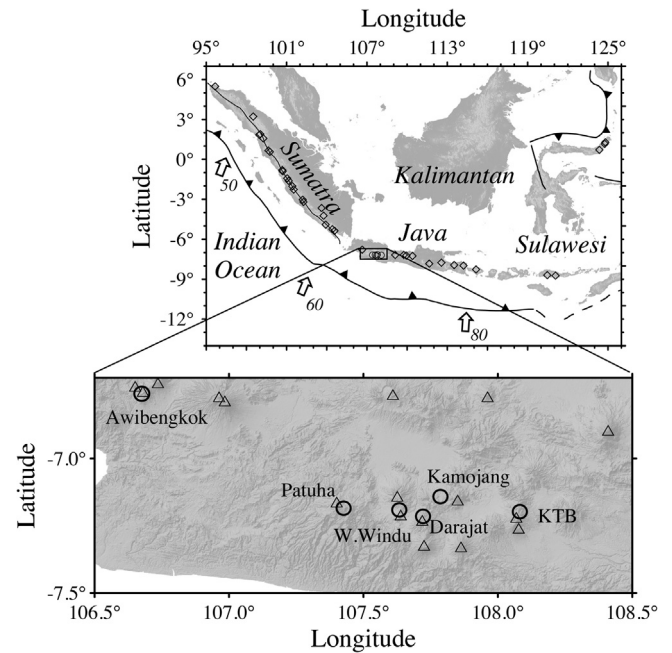 Longitude
95° 101° 107° 113° 119° 125°
6°
3°
0°
-3°
-6°
-9°
-12°
Latitude
50
Sumatra
Kalimantan
Java
Sulawesi
Indian
Ocean
60
80
Awibengkok
Kamojang
Patuha
W.Windu
Darajat
KTB
-7.0°
-7.5°
Latitude
106.5° 107.0° 107.5° 108.0° 108.5°
Longitude